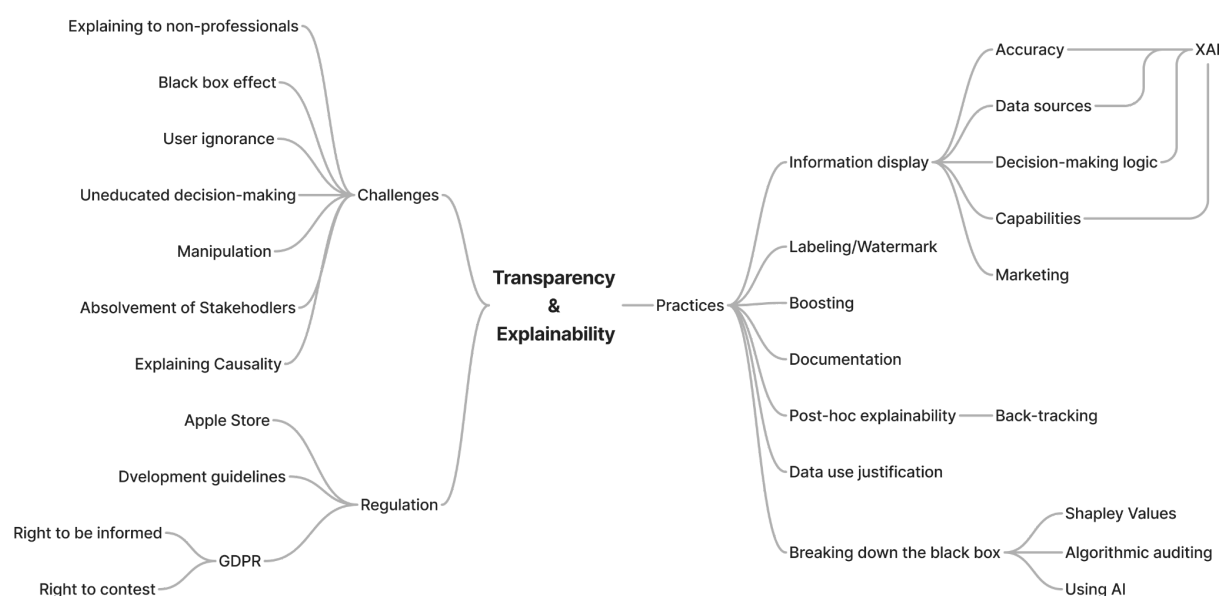 Explaining to non-professionals
Black box effect
User ignorance
Uneducated decision-making
Manipulation
Absolvement of Stakehodlers
Explaining Causality
Challenges
Apple Store
Dvelopment guidelines
Right to be informed
Right to contest
GDPR
Regulation
Transparency
&
Explainability
Practices
Information display
Accuracy
Data sources
Decision-making logic
Capabilities
Marketing
XAI
Labeling/Watermark
Boosting
Documentation
Post-hoc explainability
Back-tracking
Data use justification
Breaking down the black box
Shapley Values
Algorithmic auditing
Using AI